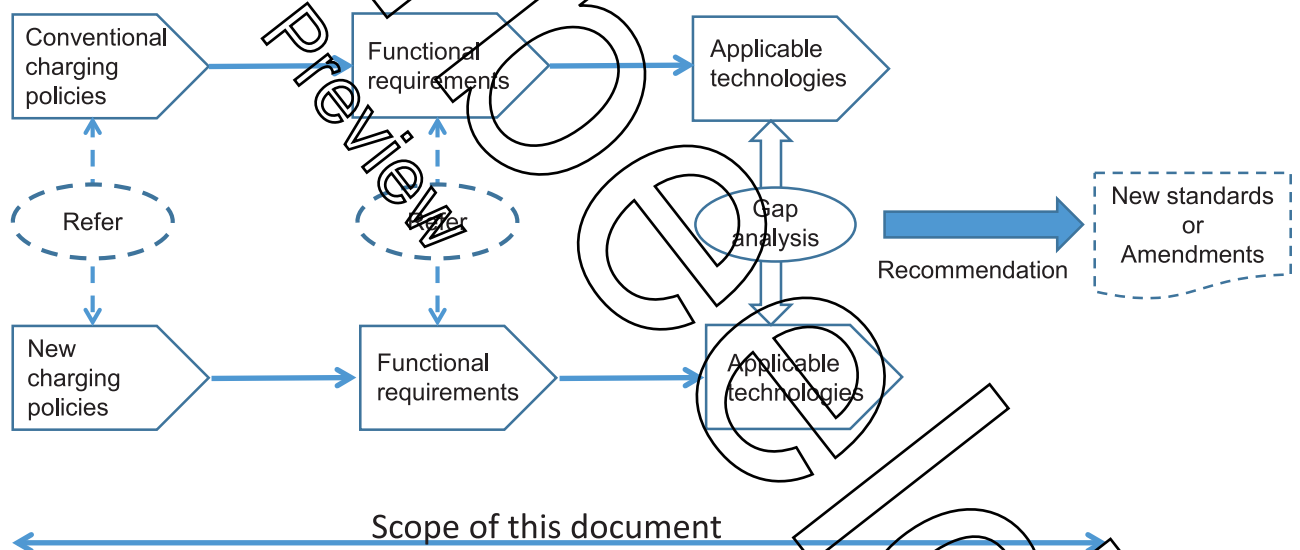 Conventional
charging
policies
Functional
requirements
Applicable
technologies
Preview
Refer
Refer
Gap
analysis
Recommendation
New standards
or
Amendments
New
charging
policies
Functional
requirements
Applicable
technologies
Scope of this document